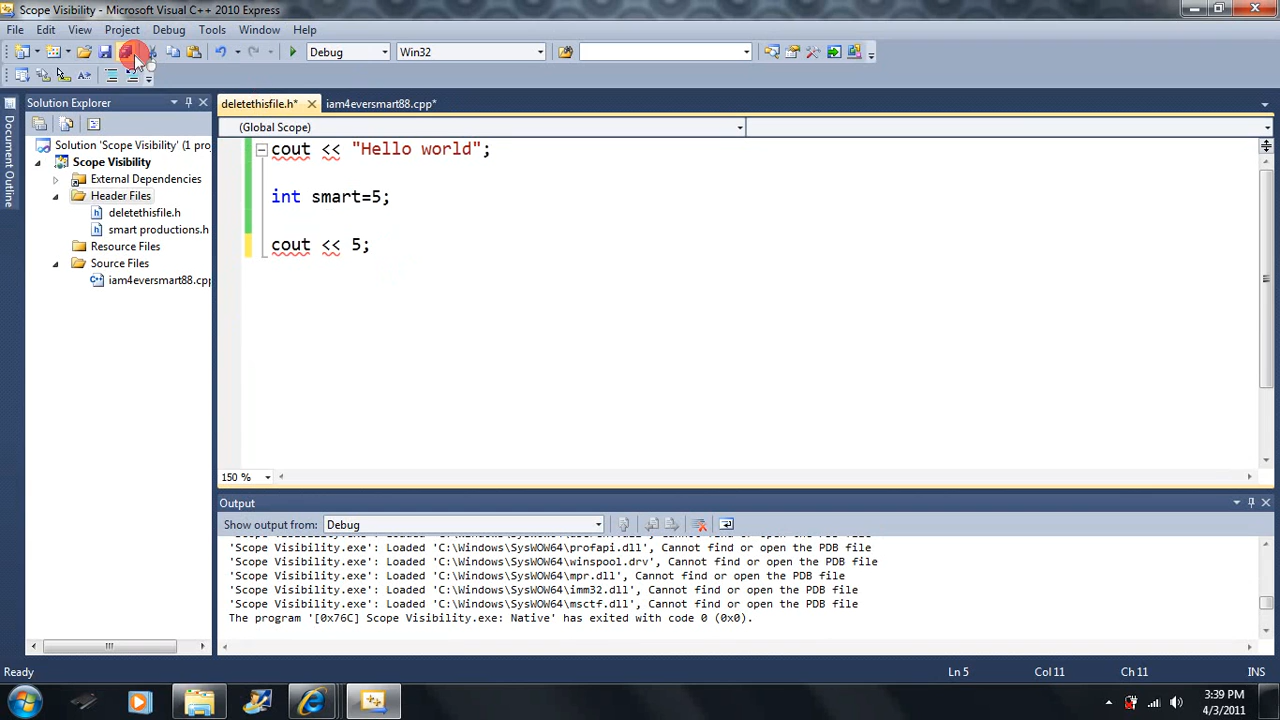 Scope Visibility - Microsoft Visual C++ 2010 Express
File Edit View Project Debug Tools Window Help
Debug Win32
Solution Explorer
deletethisfile.h* iam4eversmart88.cpp*
(Global Scope)
Document Outline
Solution 'Scope Visibility' (1 proj
Scope Visibility
External Dependencies
Header Files
deletethisfile.h
smart productions.h
Resource Files
Source Files
iam4eversmart88.cpp
cout << "Hello world";
int smart=5;
cout << 5;
150 %
Output
Show output from: Debug
'Scope Visibility.exe': Loaded 'C:\Windows\SysWOW64\profapi.dll', Cannot find or open the PDB file
'Scope Visibility.exe': Loaded 'C:\Windows\SysWOW64\winspool.drv', Cannot find or open the PDB file
'Scope Visibility.exe': Loaded 'C:\Windows\SysWOW64\mpr.dll', Cannot find or open the PDB file
'Scope Visibility.exe': Loaded 'C:\Windows\SysWOW64\imm32.dll', Cannot find or open the PDB file
'Scope Visibility.exe': Loaded 'C:\Windows\SysWOW64\msctf.dll', Cannot find or open the PDB file
The program '[0x76C] Scope Visibility.exe: Native' has exited with code 0 (0x0).
Ready Ln 5 Col 11 Ch 11 INS
3:39 PM
4/3/2011